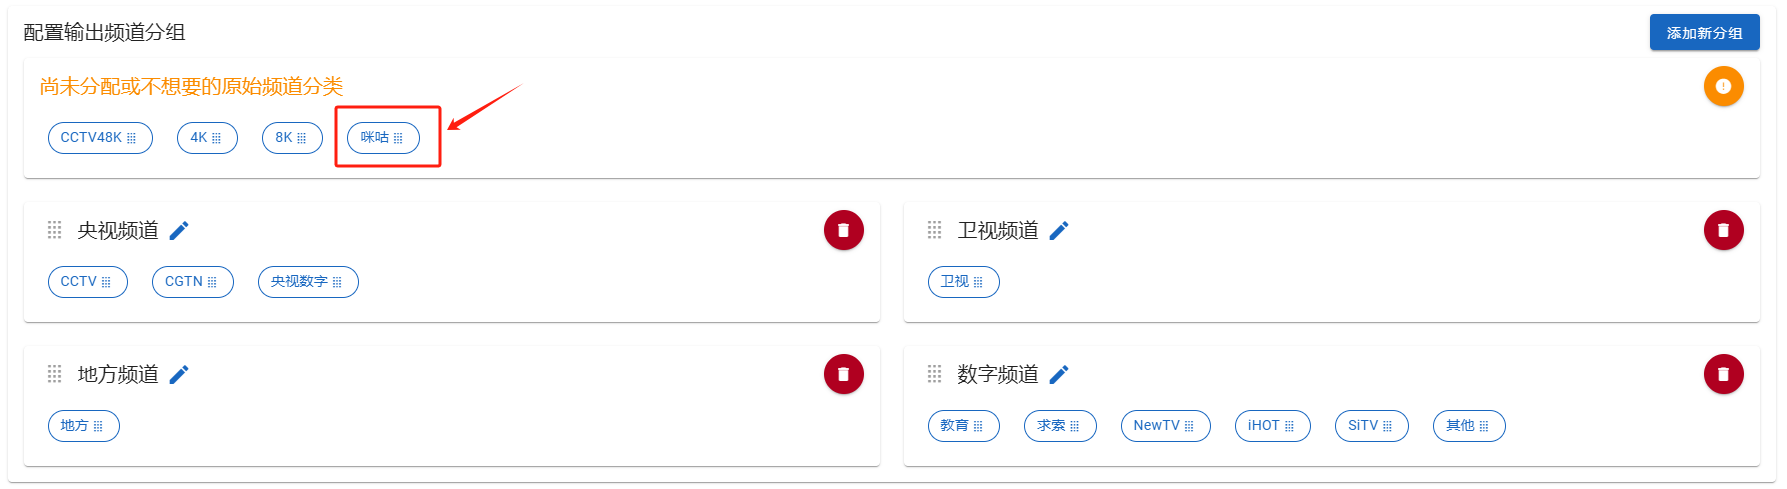 配置输出频道分组
添加新分组
尚未分配或不想要的原始频道分类
CCTV48K
4K
8K
咪咕
央视频道
CCTV
CGTN
央视数字
卫视频道
卫视
地方频道
地方
数字频道
教育
求索
NewTV
iHOT
SiTV
其他